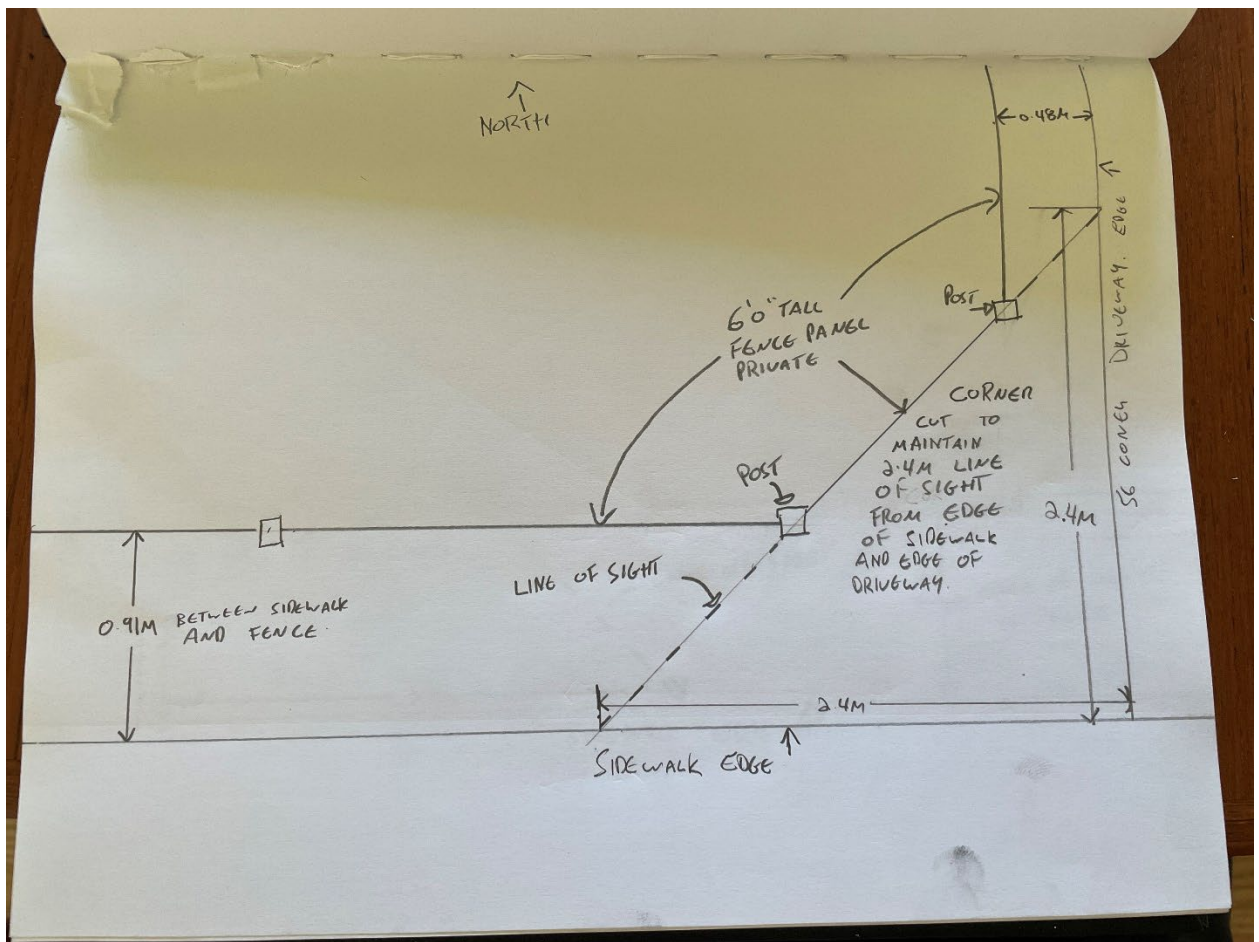 NORTH
0.48M
6'0" TALL
FENCE PANEL
PRIVATE
POST
CORNER
CUT TO
MAINTAIN
2.4M LINE
OF SIGHT
FROM EDGE
OF SIDEWALK
AND EDGE OF
DRIVEWAY.
2.4M
56 CONEY DRIVEWAY. EDGE
POST
LINE OF SIGHT
0.91M BETWEEN SIDEWALK
AND FENCE.
2.4M
SIDEWALK EDGE